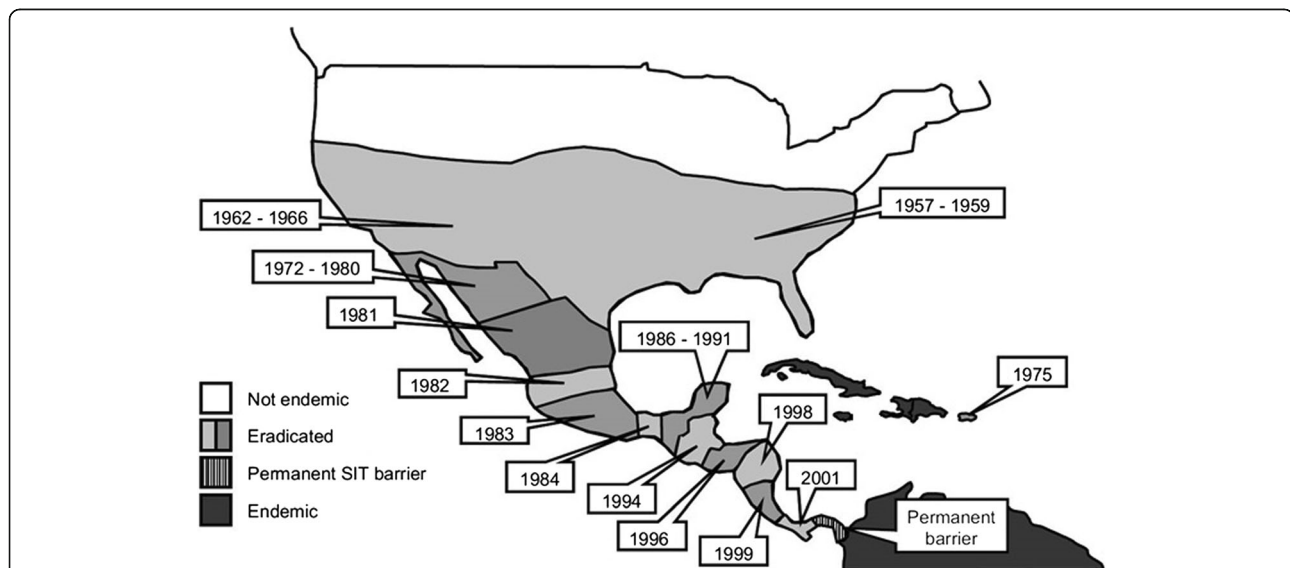 1962 - 1966
1957 - 1959
1972 - 1980
1981
1986 - 1991
1982
1975
1998
1983
1984
2001
1994
1996
1999
Not endemic
Eradicated
Permanent SIT barrier
Endemic
Permanent
barrier